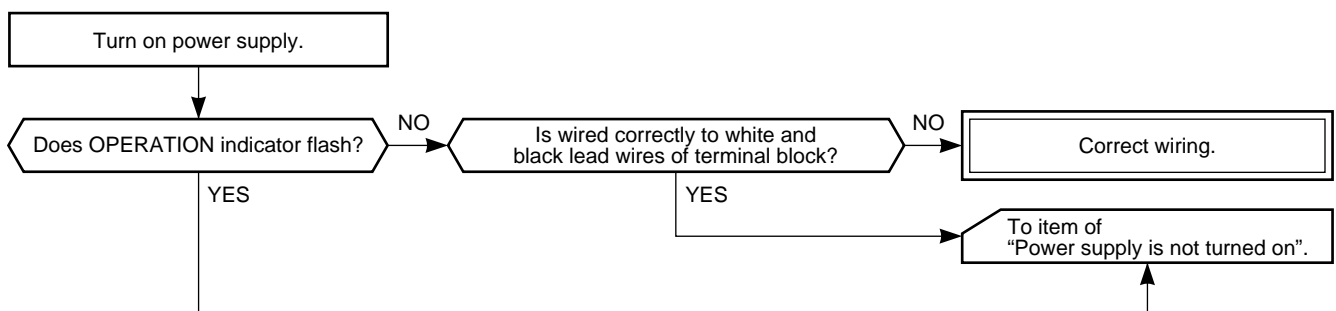 Turn on power supply.
Does OPERATION indicator flash?
NO
Is wired correctly to white and
black lead wires of terminal block?
NO
Correct wiring.
YES
YES
To item of
“Power supply is not turned on”.